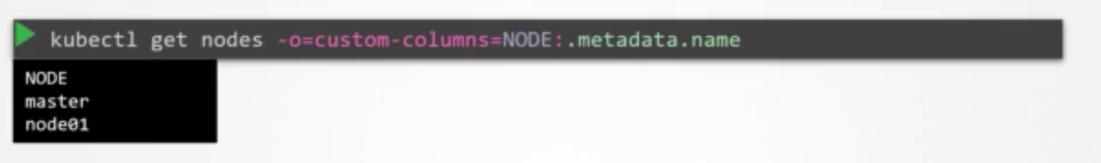 kubectl get nodes -o=custom-columns=NODE:.metadata.name
NODE
master
node01